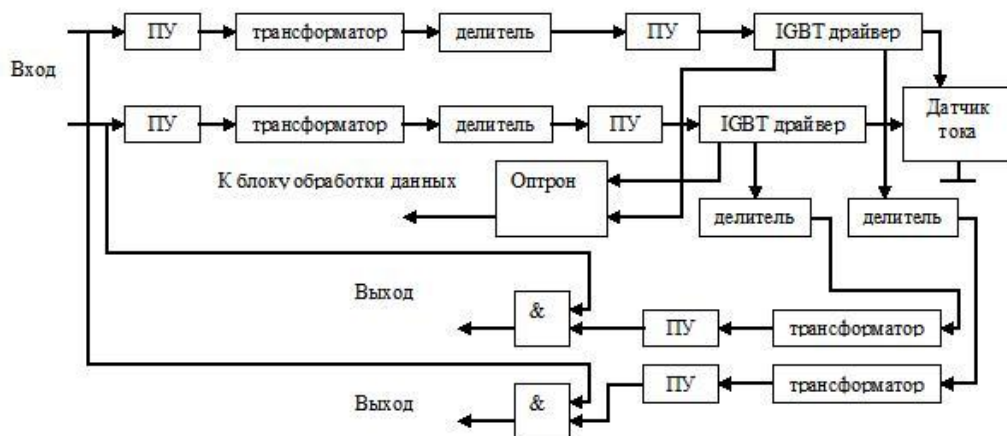 ПУ трансформатор делитель ПУ IGBT драйвер
Вход
Датчик
тока
ПУ трансформатор делитель ПУ IGBT драйвер
К блоку обработки данных
Оптрон
делитель делитель
Выход
&
ПУ трансформатор
ПУ трансформатор
Выход
&